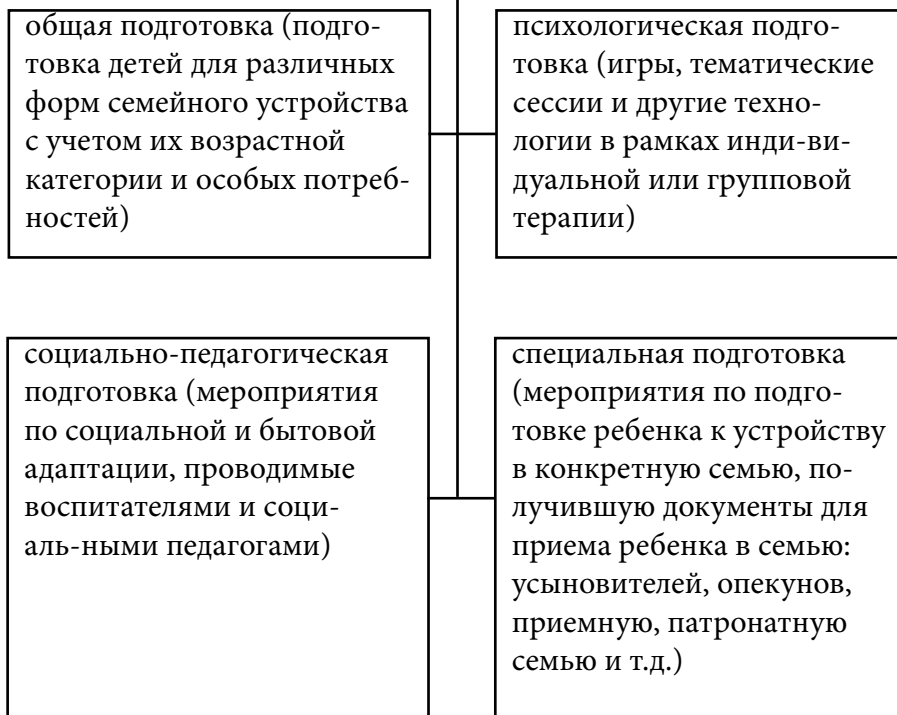 общая подготовка (подго-
товка детей для различных
форм семейного устройства
с учетом их возрастной
категории и особых потреб-
ностей)
психологическая подго-
товка (игры, тематические
сессии и другие техно-
логии в рамках инди-ви-
дуальной или групповой
терапии)
социально-педагогическая
подготовка (мероприятия
по социальной и бытовой
адаптации, проводимые
воспитателями и соци-
аль-ными педагогами)
специальная подготовка
(мероприятия по подго-
товке ребенка к устройству
в конкретную семью, по-
лучившую документы для
приема ребенка в семью:
усыновителей, опекунов,
приемную, патронатную
семью и т.д.)